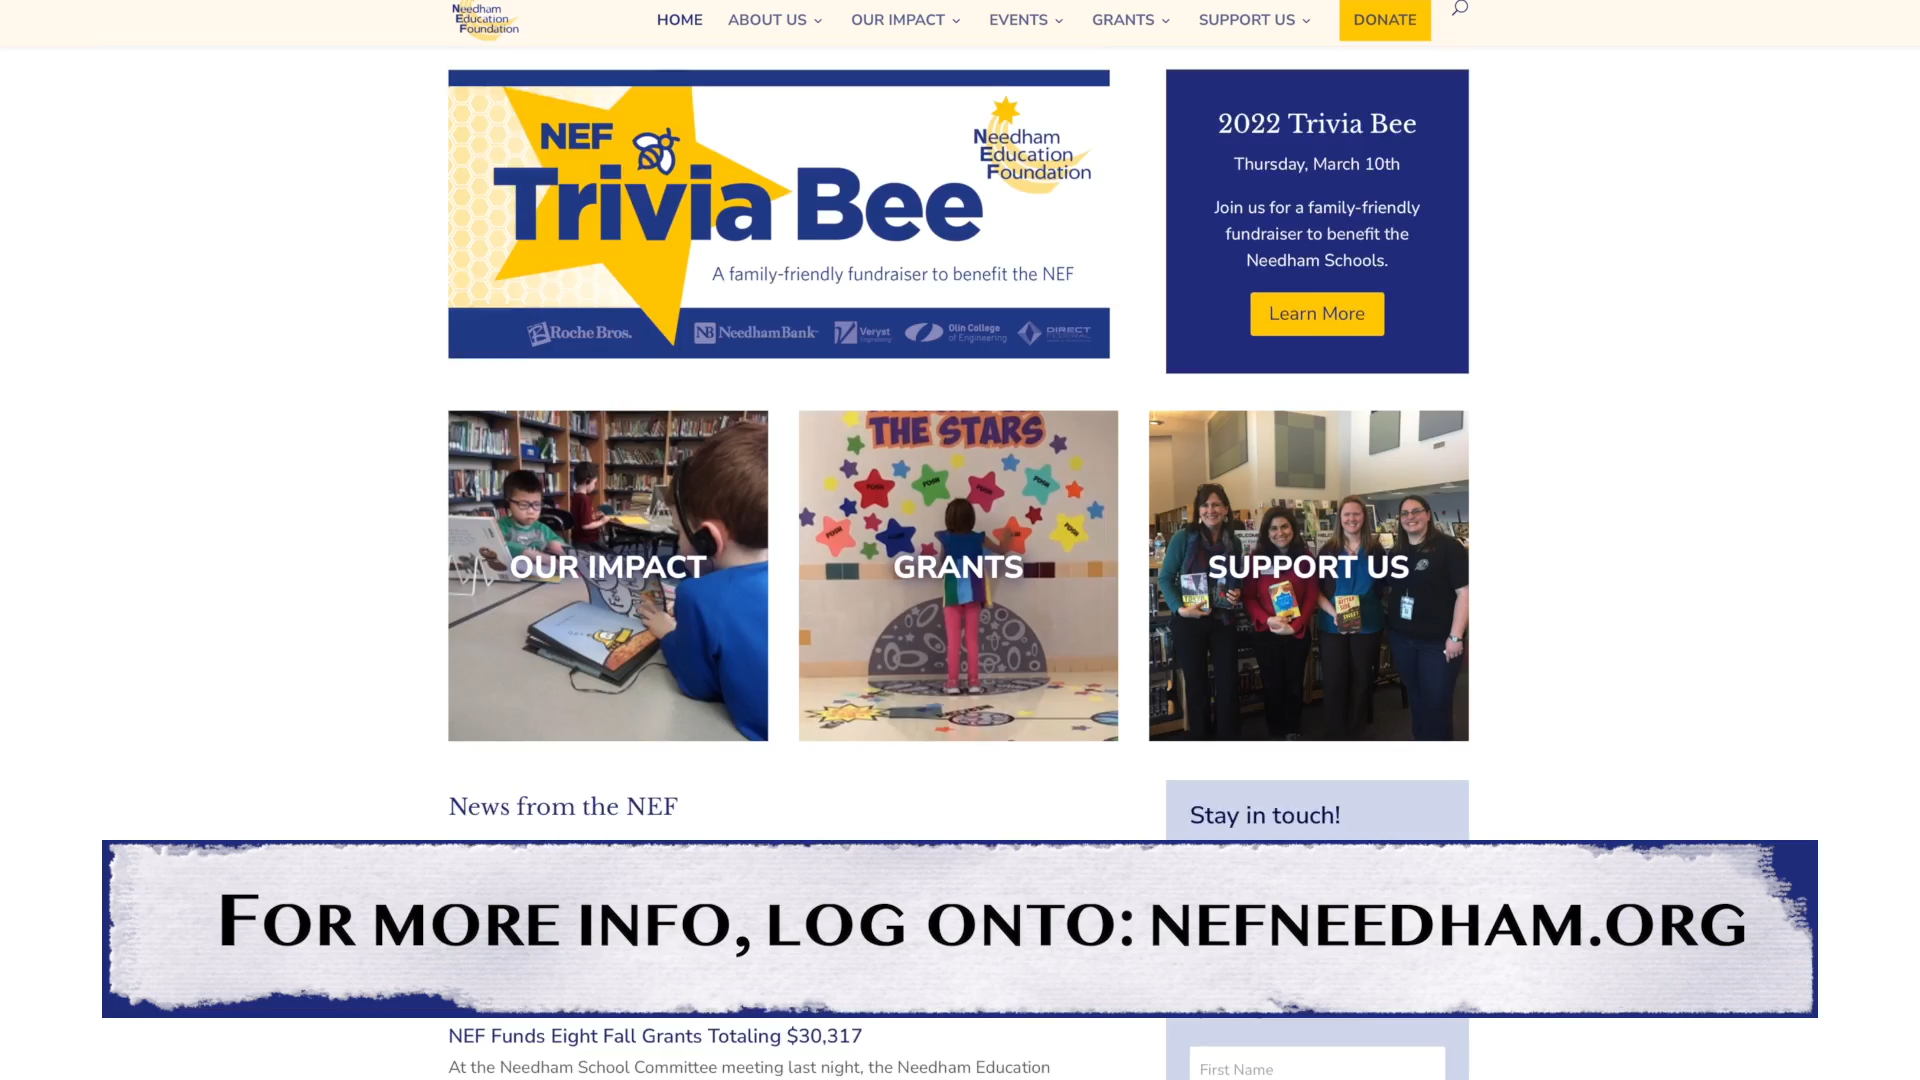 Needham
Education
Foundation
HOME
ABOUT US
OUR IMPACT
EVENTS
GRANTS
SUPPORT US
DONATE
NEF
Trivia Bee
Needham
Education
Foundation
A family-friendly fundraiser to benefit the NEF
Roche Bros.
NB NeedhamBank
Veryst
Engineering
Olin College
of Engineering
DIRECT
FEDERAL
2022 Trivia Bee
Thursday, March 10th
Join us for a family-friendly
fundraiser to benefit the
Needham Schools.
Learn More
OUR IMPACT
THE STARS
GRANTS
SUPPORT US
News from the NEF
Stay in touch!
FOR MORE INFO, LOG ONTO: NEFNEEDHAM.ORG
NEF Funds Eight Fall Grants Totaling $30,317
At the Needham School Committee meeting last night, the Needham Education
First Name